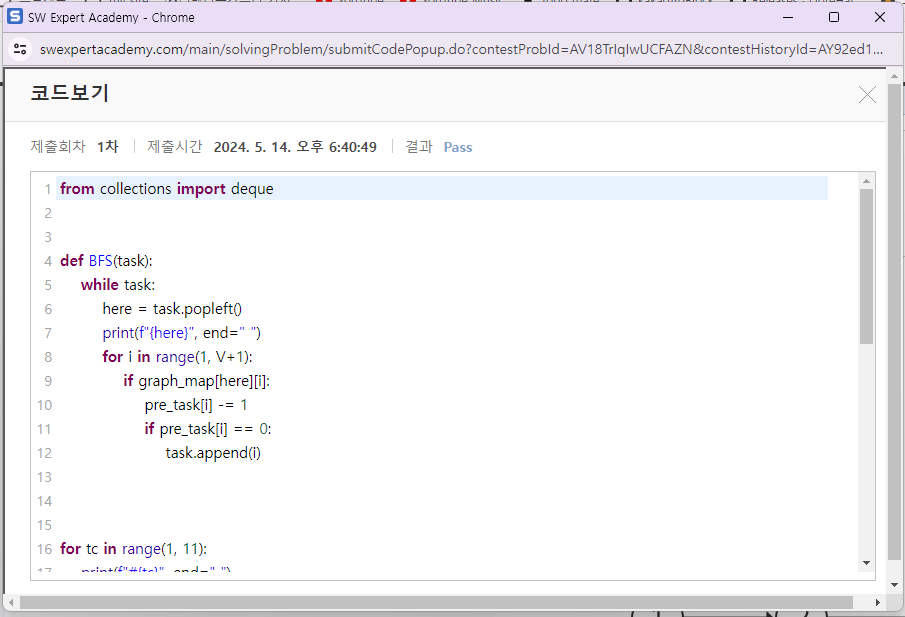 SW Expert Academy - Chrome
swexpertacademy.com/main/solvingProblem/submitCodePopup.do?contestProbId=AV18TrIqIwUCFAZN&contestHistoryId=AY92ed1...
코드보기
제출회차 1차 제출시간 2024. 5. 14. 오후 6:40:49 결과 Pass
1 from collections import deque
2
3
4 def BFS(task):
5 while task:
6 here = task.popleft()
7 print(f"{here}", end=" ")
8 for i in range(1, V+1):
9 if graph_map[here][i]:
10 pre_task[i] -= 1
11 if pre_task[i] == 0:
12 task.append(i)
13
14
15
16 for tc in range(1, 11):
17 print(f"#{tc}", end=" ")